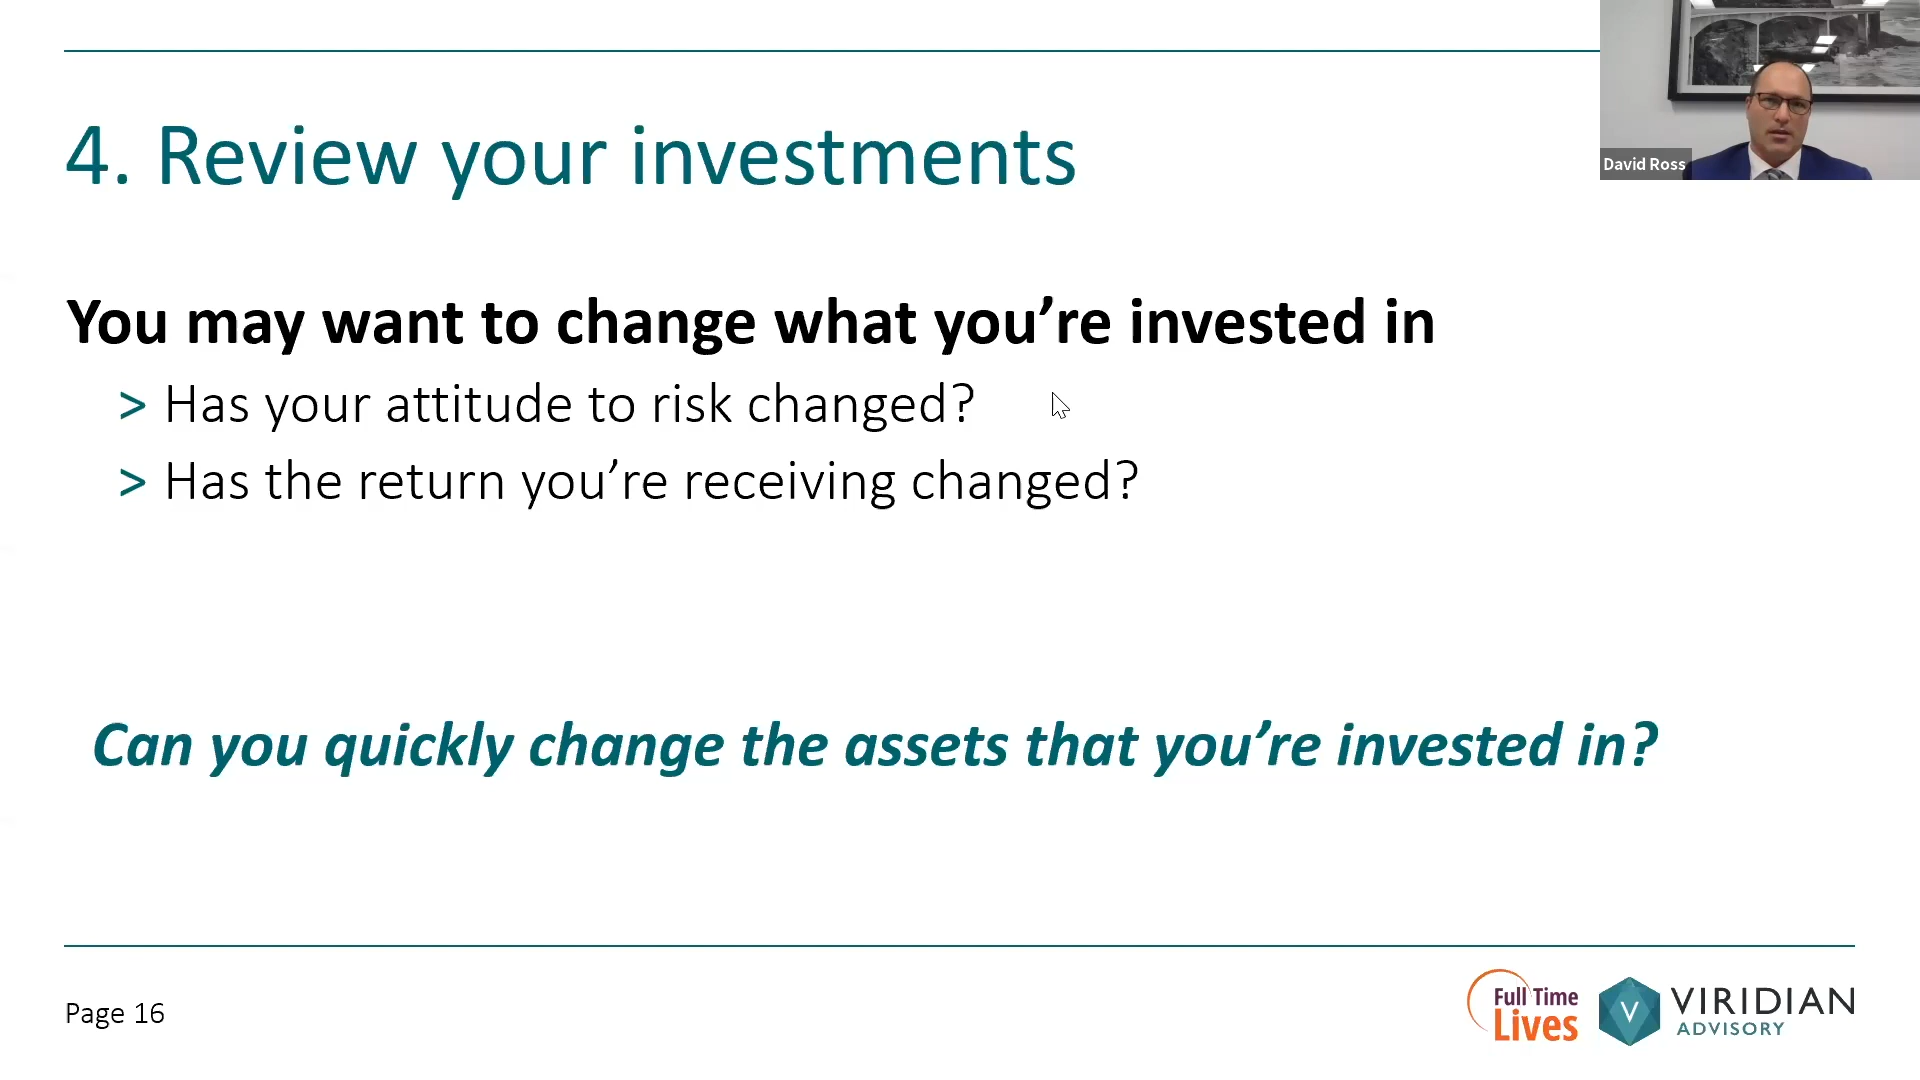 David Ross
4. Review your investments
You may want to change what you’re invested in
> Has your attitude to risk changed?
> Has the return you’re receiving changed?
Can you quickly change the assets that you’re invested in?
Page 16
Full Time
Lives
V
VIRIDIAN
ADVISORY